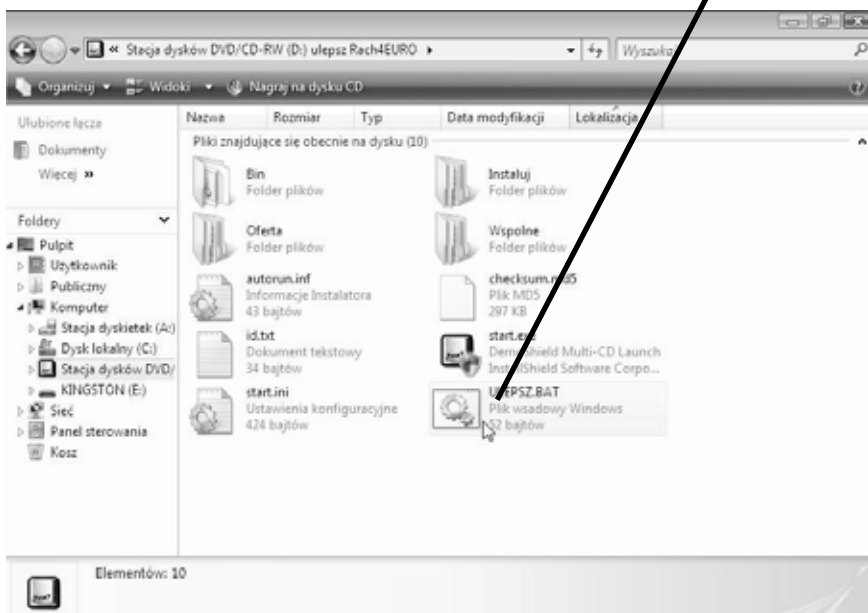 « Stacja dysków DVD/CD-RW (D:) ulepsz Rach4EURO
Organizuj Widoki Nagraj na dysku CD
Ulubione łącza
Dokumenty
Więcej »
Foldery
Pulpit
Użytkownik
Publiczny
Komputer
Stacja dyskietek (A:)
Dysk lokalny (C:)
Stacja dysków DVD/
KINGSTON (E:)
Sieć
Panel sterowania
Kosz
Nazwa Rozmiar Typ Data modyfikacji Lokalizacja
Pliki znajdujące się obecnie na dysku (10)
Bin
Folder plików
Instaluj
Folder plików
Oferta
Folder plików
Wspolne
Folder plików
autorun.inf
Informacje Instalatora
43 bajtów
checksum.md5
Plik MD5
297 KB
id.txt
Dokument tekstowy
34 bajtów
start.exe
DemoShield Multi-CD Launch
InstallShield Software Corpo...
start.ini
Ustawienia konfiguracyjne
424 bajtów
ULEPSZ.BAT
Plik wsadowy Windows
52 bajtów
Elementów: 10